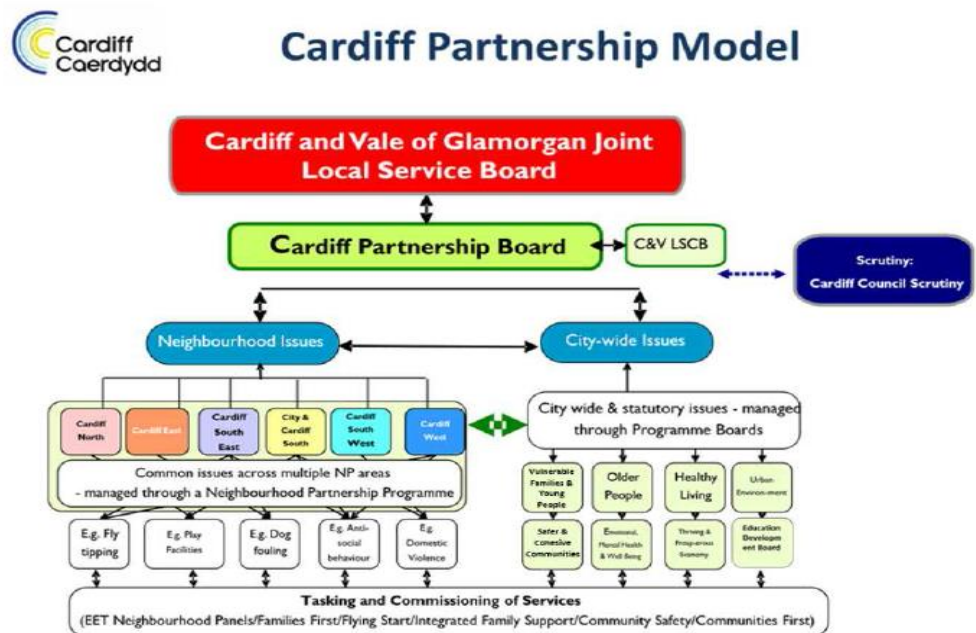 Cardiff
Caerdydd
Cardiff Partnership Model
Cardiff and Vale of Glamorgan Joint
Local Service Board
Cardiff Partnership Board
C&V LSCB
Scrutiny:
Cardiff Council Scrutiny
Neighbourhood Issues
City-wide Issues
Cardiff
North
Cardiff East
Cardiff
South
East
City &
Cardiff
South
Cardiff
South
West
Cardiff
West
City wide & statutory issues - managed
through Programme Boards
Common issues across multiple NP areas
- managed through a Neighbourhood Partnership Programme
Vulnerable
Families &
Young
People
Older
People
Healthy
Living
Urban
Environ-ment
E.g. Fly
tipping
E.g. Play
Facilities
E.g. Dog
fouling
E.g. Anti-
social
behaviour
E.g.
Domestic
Violence
Safer &
Cohesive
Communities
Emotional,
Mental Health
& Well Being
Thriving &
Prosperous
Economy
Education
Developm
ent Board
Tasking and Commissioning of Services
(EET Neighbourhood Panels/Families First/Flying Start/Integrated Family Support/Community Safety/Communities First)